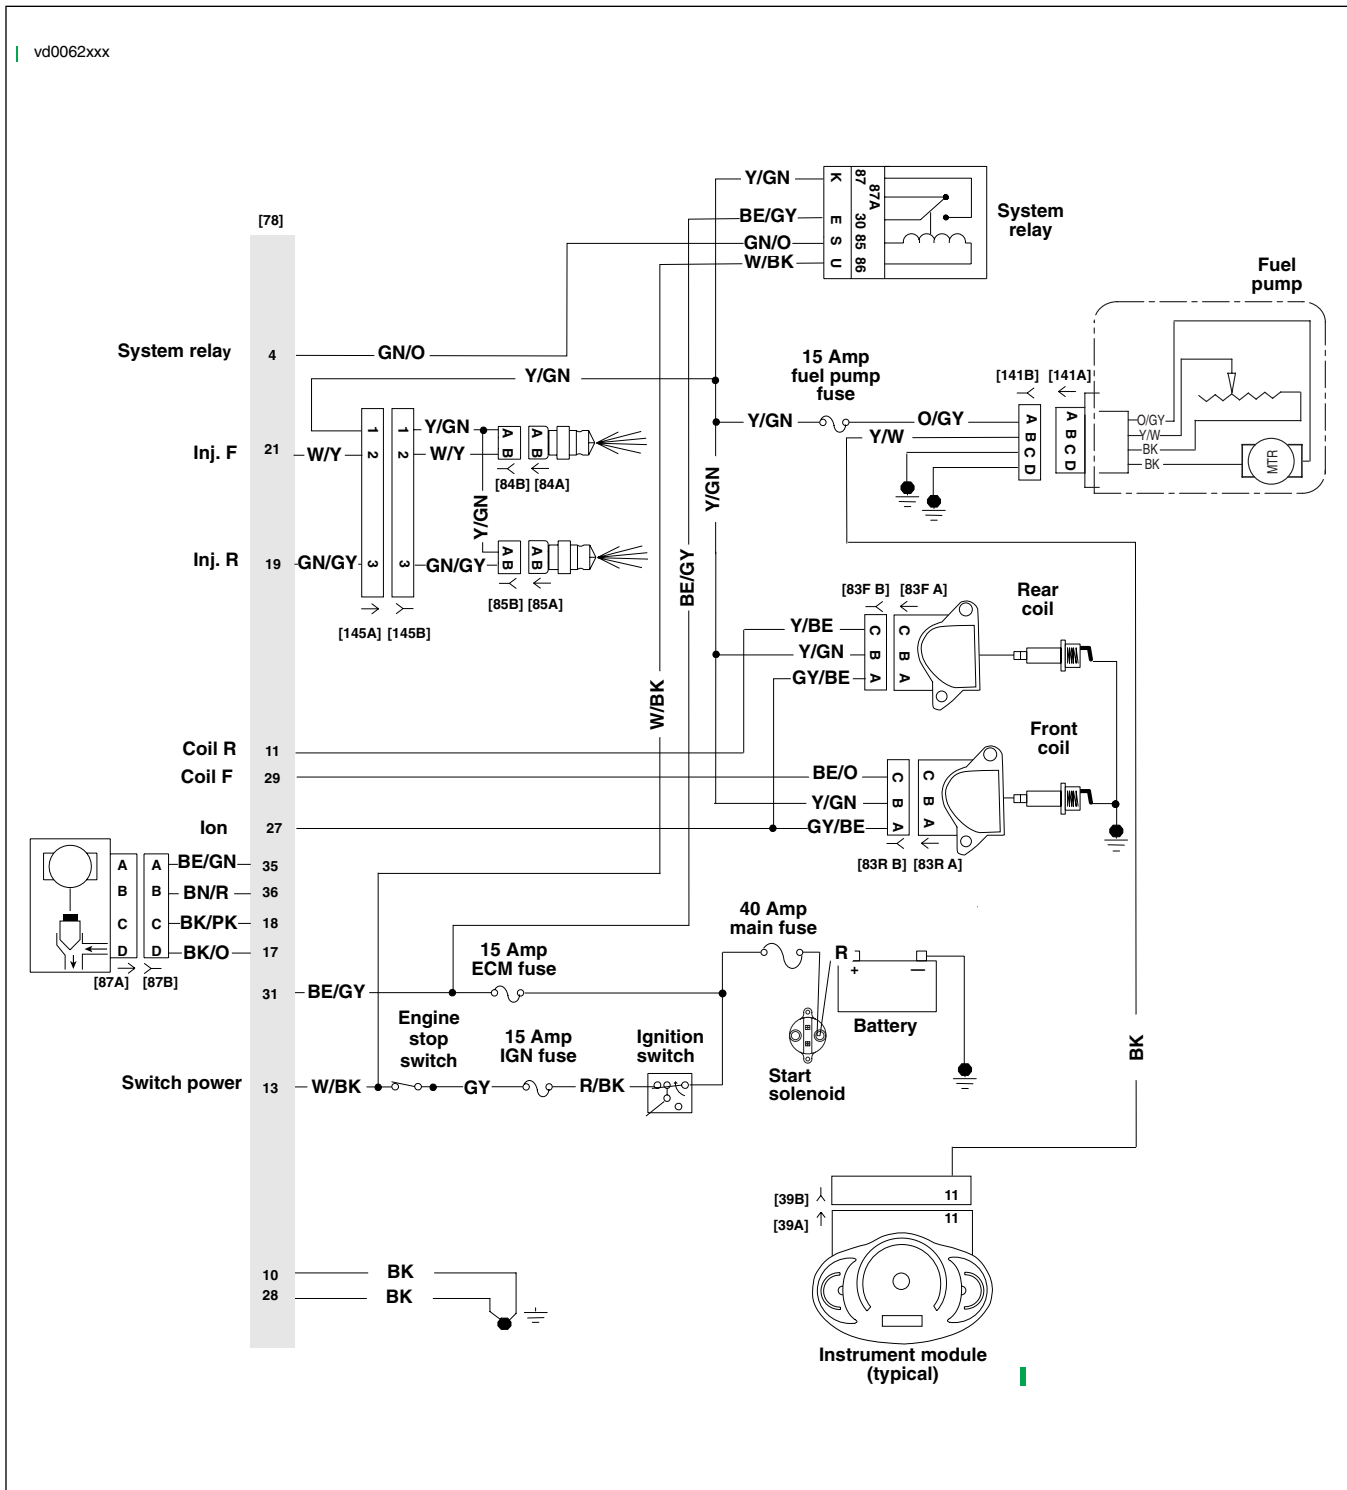 vd0062xxx
Y/GN
BE/GY
GN/O
W/BK
K
E
S
U
87
87A
30
85
86
System
relay
[78]
Fuel
pump
System relay
4
GN/O
Y/GN
15 Amp
fuel pump
fuse
[141B]
[141A]
Y/GN
O/GY
Y/W
A
B
C
D
A
B
C
D
O/GY
Y/W
BK
BK
MTR
Inj. F
21
W/Y
1
2
3
1
2
3
Y/GN
W/Y
A
B
A
B
[84B]
[84A]
Y/GN
Y/GN
Inj. R
19
GN/GY
GN/GY
A
B
A
B
[85B]
[85A]
[145A]
[145B]
BE/GY
W/BK
[83F B]
[83F A]
Rear
coil
Y/BE
Y/GN
GY/BE
C
B
A
C
B
A
Coil R
11
Coil F
29
Front
coil
BE/O
Y/GN
GY/BE
C
B
A
C
B
A
[83R B]
[83R A]
Ion
27
A
B
C
D
A
B
C
D
BE/GN
35
BN/R
36
BK/PK
18
BK/O
17
[87A]
[87B]
31
BE/GY
15 Amp
ECM fuse
40 Amp
main fuse
R
+
—
Battery
Start
solenoid
Engine
stop
switch
15 Amp
IGN fuse
Ignition
switch
Switch power
13
W/BK
GY
R/BK
BK
[39B]
11
[39A]
11
10
BK
28
BK
Instrument module
(typical)